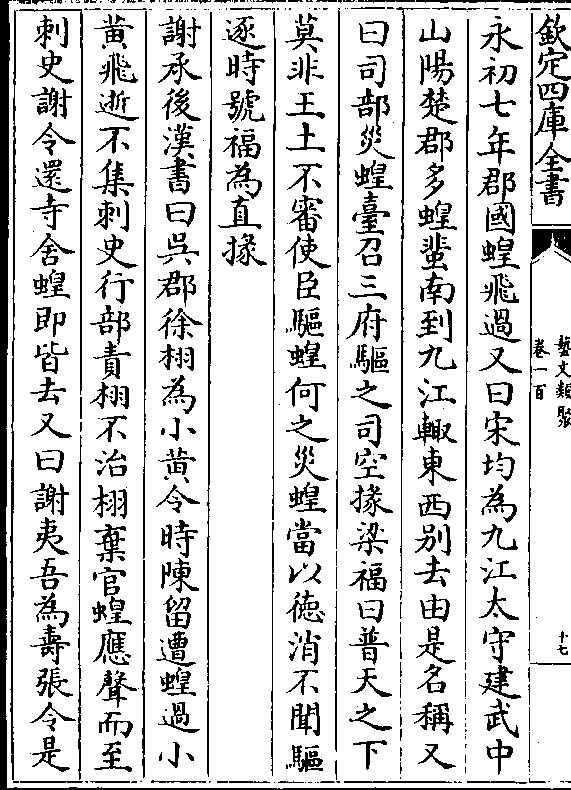 欽定四庫全書
藝文類聚
卷一百
十七
永初七年郡國蝗飛過又曰宋均為九江太守建武中
山陽楚郡多蝗蜚南到九江輙東西别去由是名稱又
曰司部災蝗臺召三府驅之司空掾梁福曰普天之下
莫非王土不審使臣驅蝗何之災蝗當以徳消不聞驅
逐時號福為直掾
謝承後漢書曰吳郡徐栩為小黄令時陳留遭蝗過小
黄飛逝不集刺史行部責栩不治栩棄官蝗應聲而至
刺史謝令還寺舍蝗即皆去又曰謝夷吾為壽張令是